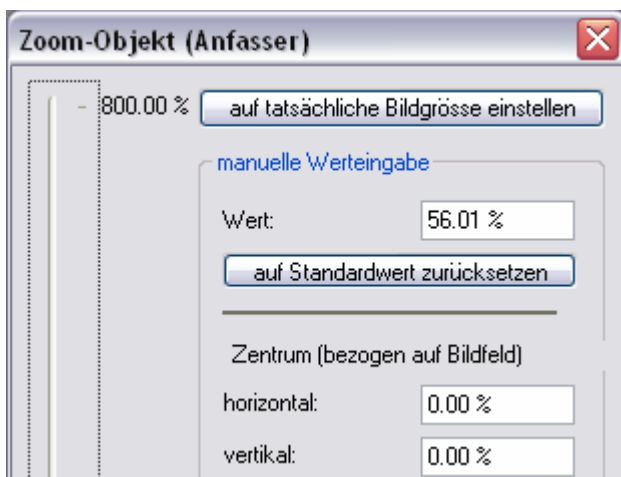 Zoom-Objekt (Anfasser)
800.00 % auf tatsächliche Bildgrösse einstellen
manuelle Werteingabe
Wert: 56.01 %
auf Standardwert zurücksetzen
Zentrum (bezogen auf Bildfeld)
horizontal: 0.00 %
vertikal: 0.00 %